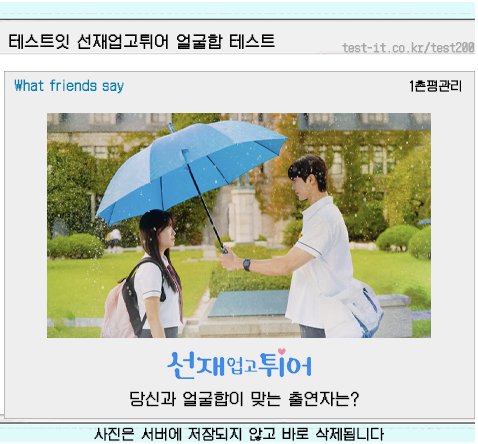 테스트잇 선재업고튀어 얼굴합 테스트
test-it.co.kr/test200
What friends say
1촌평관리
선재업고튀어
당신과 얼굴합이 맞는 출연자는?
사진은 서버에 저장되지 않고 바로 삭제됩니다